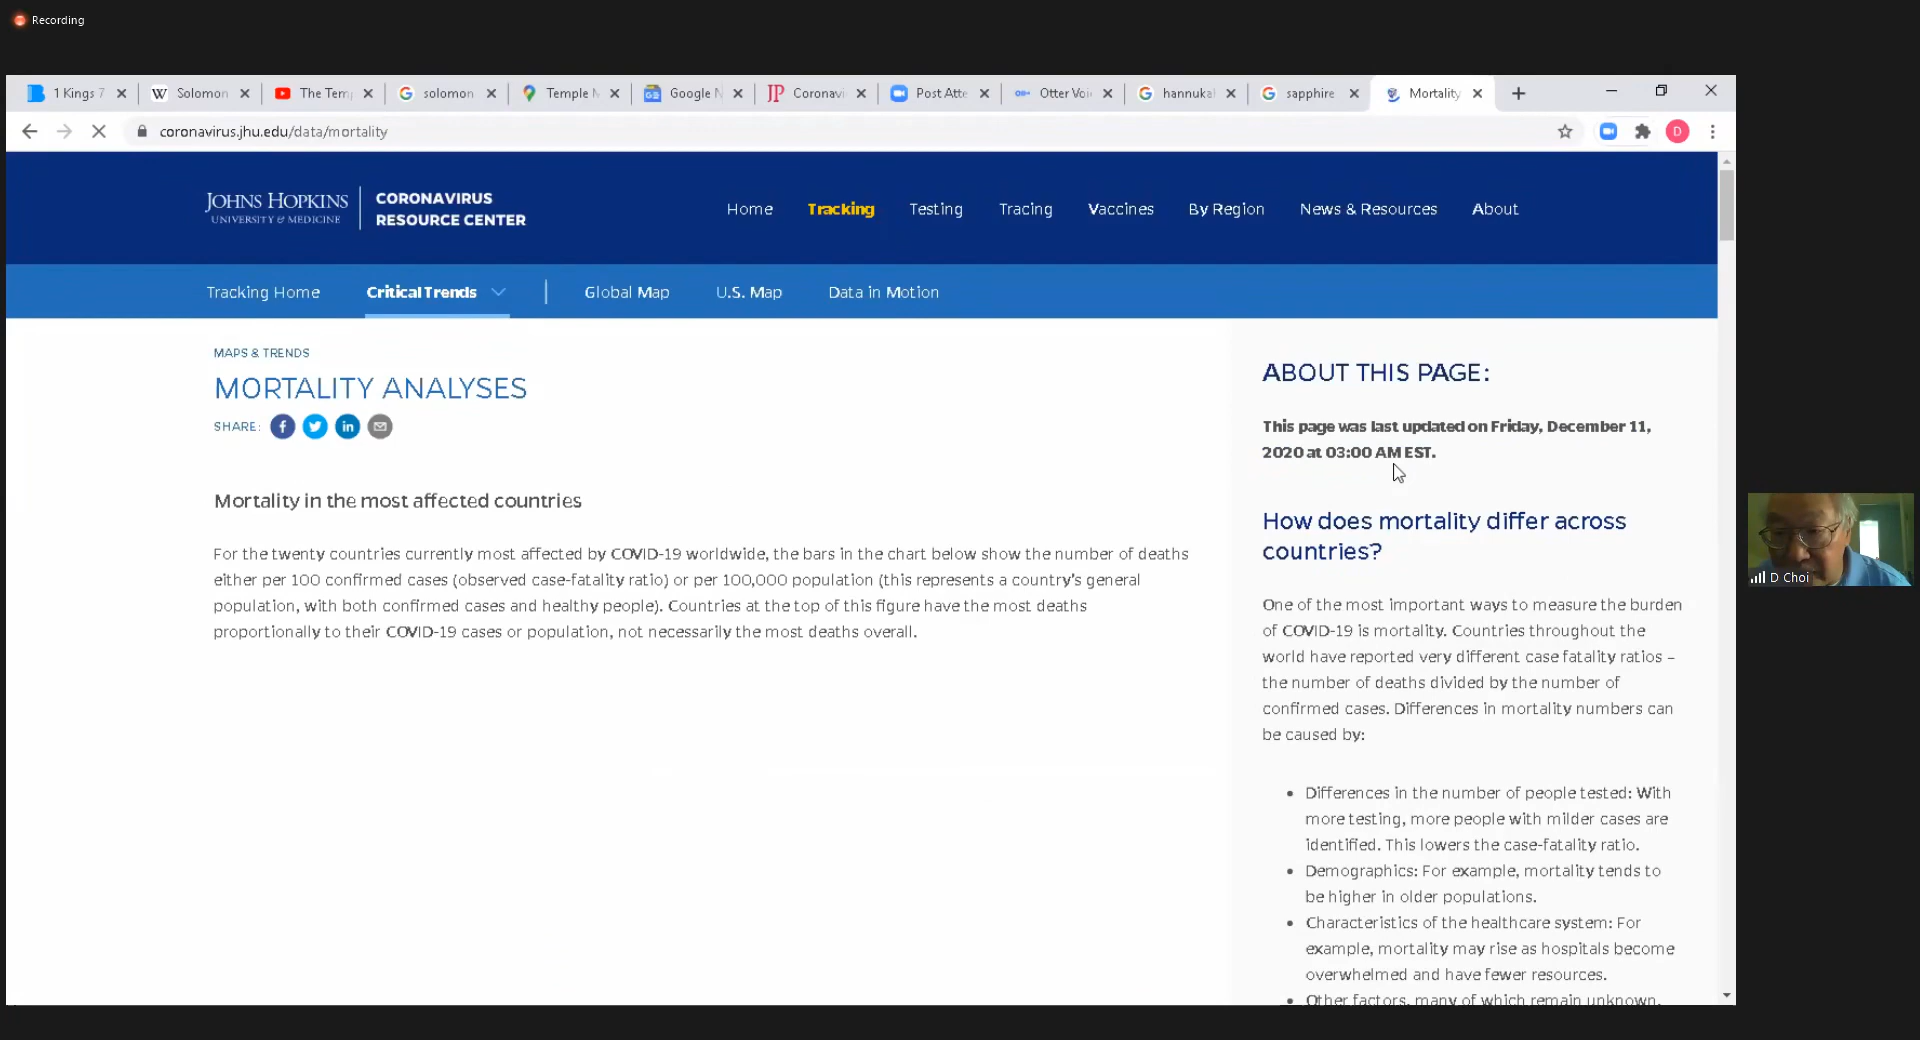 Recording
1 Kings 7
Solomon
The Tem
solomon
Temple
Google
Coronavi
Post Atte
Otter Voi
hannuka
sapphire
Mortality
coronavirus.jhu.edu/data/mortality
D
JOHNS HOPKINS
UNIVERSITY & MEDICINE
CORONAVIRUS
RESOURCE CENTER
Home
Tracking
Testing
Tracing
Vaccines
By Region
News & Resources
About
Tracking Home
Critical Trends
Global Map
U.S. Map
Data in Motion
MAPS & TRENDS
MORTALITY ANALYSES
SHARE:
Mortality in the most affected countries
For the twenty countries currently most affected by COVID-19 worldwide, the bars in the chart below show the number of deaths
either per 100 confirmed cases (observed case-fatality ratio) or per 100,000 population (this represents a country's general
population, with both confirmed cases and healthy people). Countries at the top of this figure have the most deaths
proportionally to their COVID-19 cases or population, not necessarily the most deaths overall.
ABOUT THIS PAGE:
This page was last updated on Friday, December 11,
2020 at 03:00 AM EST.
How does mortality differ across
countries?
One of the most important ways to measure the burden
of COVID-19 is mortality. Countries throughout the
world have reported very different case fatality ratios –
the number of deaths divided by the number of
confirmed cases. Differences in mortality numbers can
be caused by:
• Differences in the number of people tested: With
more testing, more people with milder cases are
identified. This lowers the case-fatality ratio.
• Demographics: For example, mortality tends to
be higher in older populations.
• Characteristics of the healthcare system: For
example, mortality may rise as hospitals become
overwhelmed and have fewer resources.
• Other factors, many of which remain unknown.
D Choi